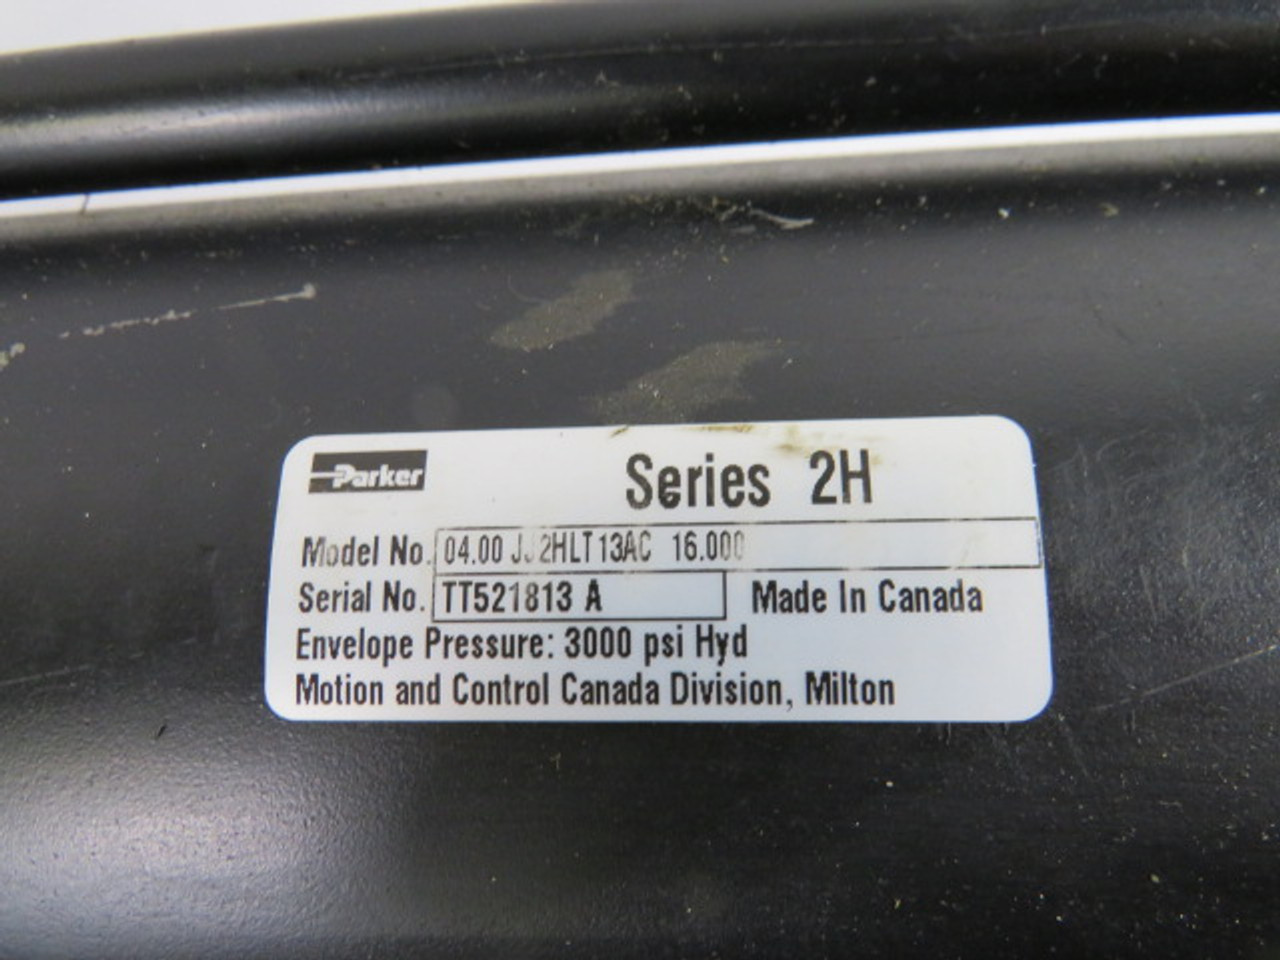 Parker
Series 2H
Model No. 04.00 JJ2HLT13AC 16.000
Serial No. TT521813 A Made In Canada
Envelope Pressure: 3000 psi Hyd
Motion and Control Canada Division, Milton